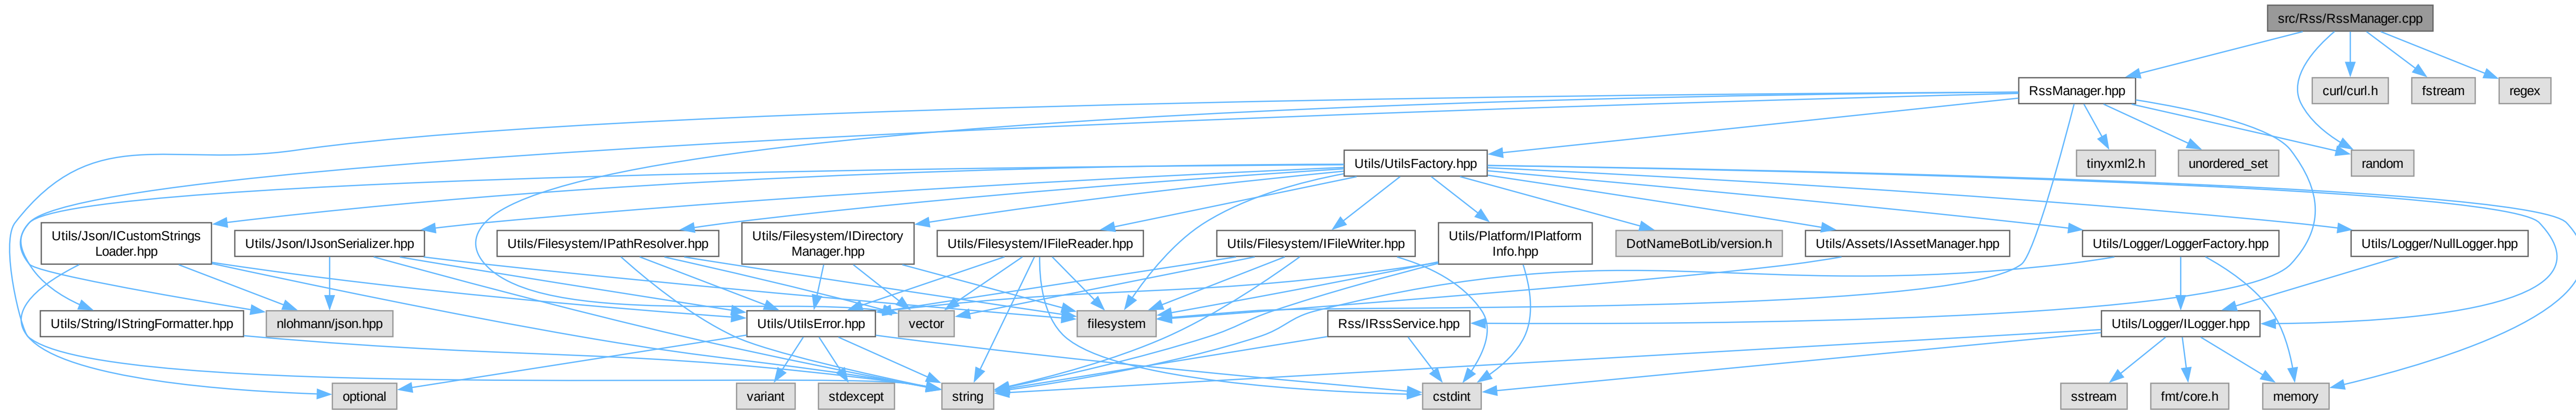 src/Rss/RssManager.cpp
RssManager.hpp
curl/curl.h
fstream
regex
Utils/UtilsFactory.hpp
tinyxml2.h
unordered_set
random
Utils/Json/ICustomStrings
Loader.hpp
Utils/Json/IJsonSerializer.hpp
Utils/Filesystem/IPathResolver.hpp
Utils/Filesystem/IDirectory
Manager.hpp
Utils/Filesystem/IFileReader.hpp
Utils/Filesystem/IFileWriter.hpp
Utils/Platform/IPlatform
Info.hpp
DotNameBotLib/version.h
Utils/Assets/IAssetManager.hpp
Utils/Logger/LoggerFactory.hpp
Utils/Logger/NullLogger.hpp
Utils/String/IStringFormatter.hpp
nlohmann/json.hpp
Utils/UtilsError.hpp
vector
filesystem
Rss/IRssService.hpp
Utils/Logger/ILogger.hpp
optional
variant
stdexcept
string
cstdint
sstream
fmt/core.h
memory